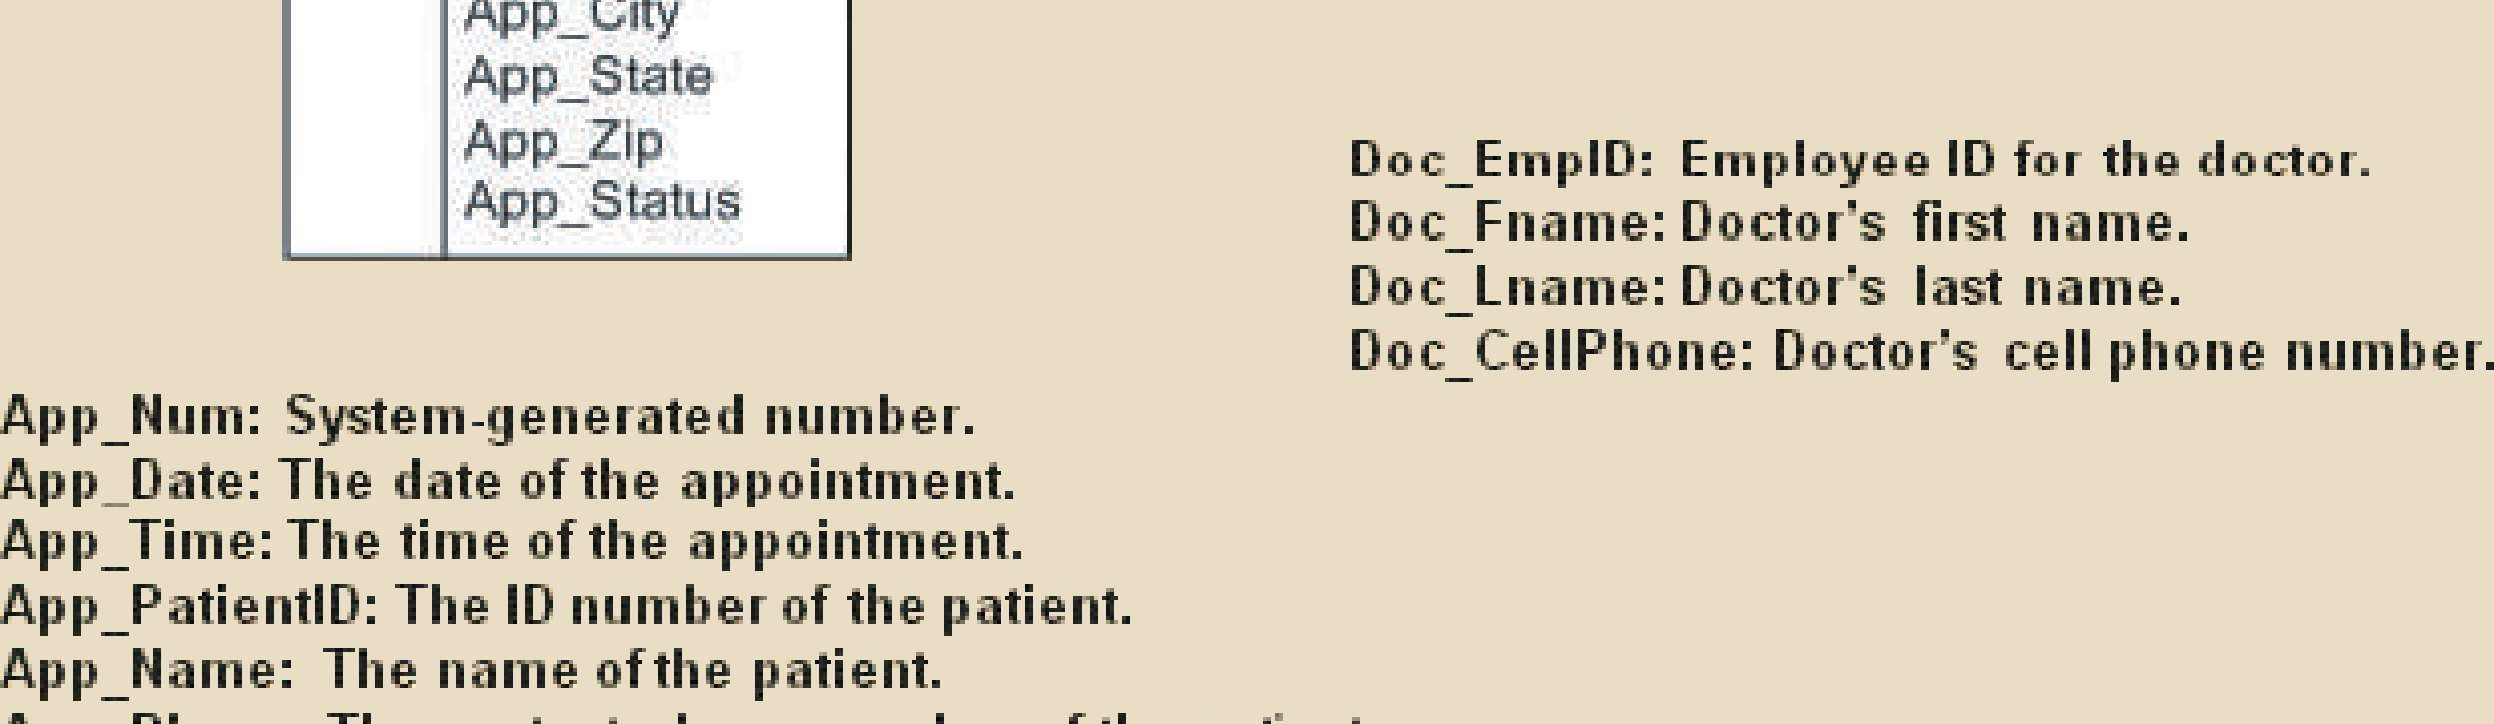 App_City
App_State
App_Zip
App_Status
Doc_EmpID: Employee ID for the doctor.
Doc_Fname: Doctor's first name.
Doc_Lname: Doctor's last name.
Doc_CellPhone: Doctor's cell phone number.
App_Num: System-generated number.
App_Date: The date of the appointment.
App_Time: The time of the appointment.
App_PatientID: The ID number of the patient.
App_Name: The name of the patient.